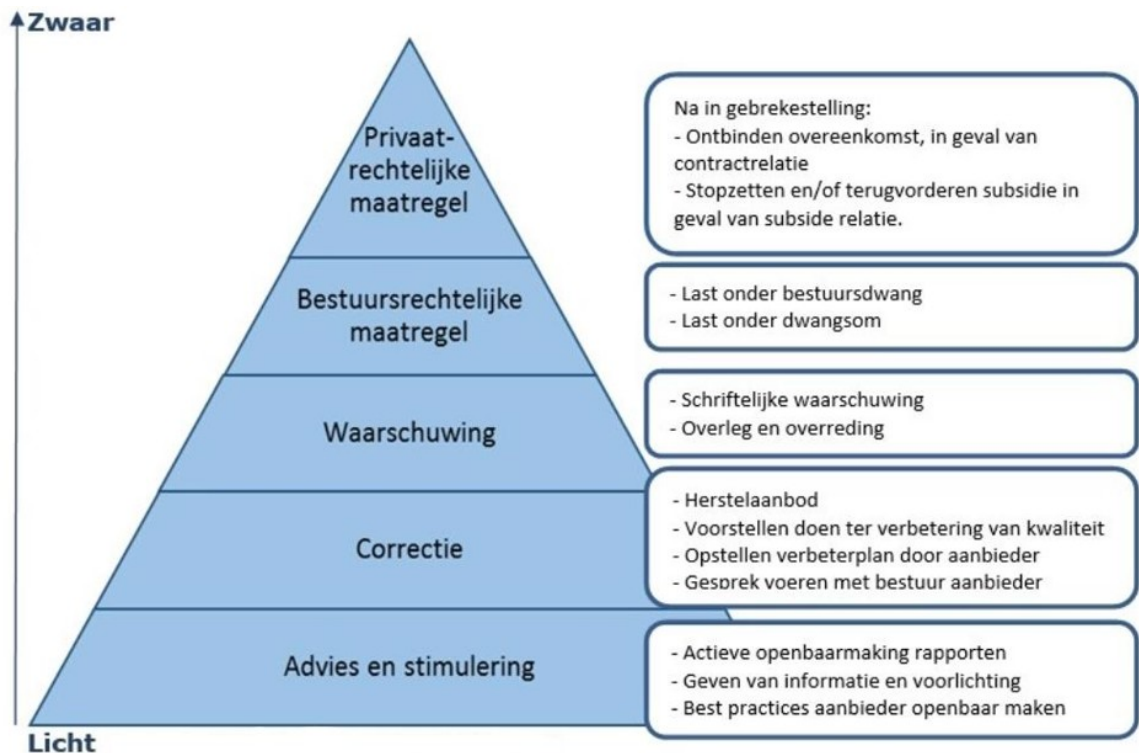 Zwaar
Privaat-
rechtelijke
maatregel
Na in gebrekestelling:
- Ontbinden overeenkomst, in geval van
contractrelatie
- Stopzetten en/of terugvorderen subsidie in
geval van subside relatie.
Bestuursrechtelijke
maatregel
- Last onder bestuursdwang
- Last onder dwangsom
Waarschuwing
- Schriftelijke waarschuwing
- Overleg en overreding
Correctie
- Herstelaanbod
- Voorstellen doen ter verbetering van kwaliteit
- Opstellen verbeterplan door aanbieder
- Gesprek voeren met bestuur aanbieder
Advies en stimulering
- Actieve openbaarmaking rapporten
- Geven van informatie en voorlichting
- Best practices aanbieder openbaar maken
Licht